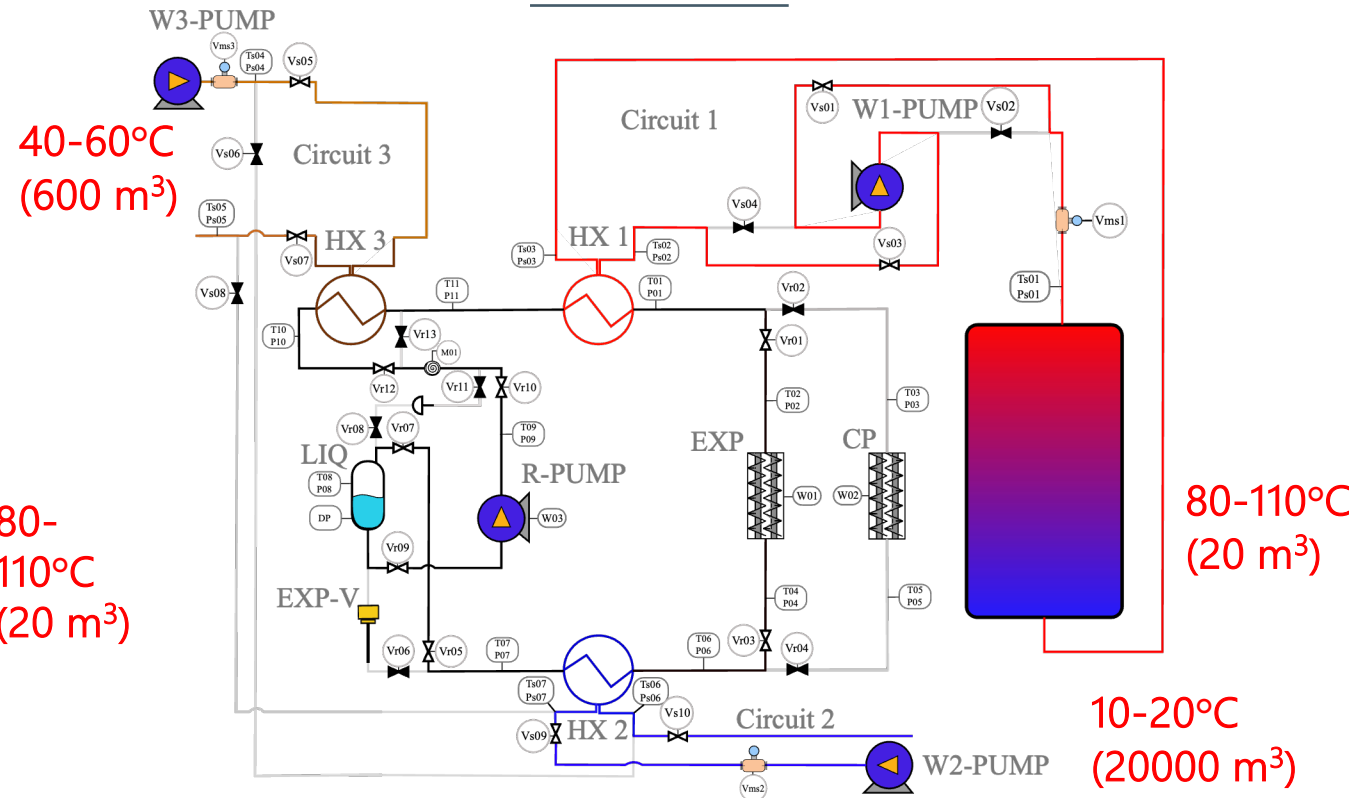 W3-PUMP
Vms3
Ts04
Ps04
Vs05
40-60°C
(600 m³)
Vs06
Circuit 3
Circuit 1
Vs01
W1-PUMP
Vs02
Ts05
Ps05
Vs07
HX 3
Vs08
Vs04
Vs03
Vms1
HX 1
Ts03
Ps03
Ts02
Ps02
Ts01
Ps01
T11
P11
T01
P01
Vr02
T10
P10
Vr13
M01
Vr01
Vr12
Vr11
Vr10
T02
P02
T03
P03
Vr08
Vr07
T09
P09
LIQ
EXP
CP
T08
P08
R-PUMP
DP
W03
W01
W02
80-
110°C
(20 m³)
80-110°C
(20 m³)
Vr09
EXP-V
T04
P04
T05
P05
Vr06
Vr05
T07
P07
T06
P06
Vr03
Vr04
Ts07
Ps07
Ts06
Ps06
Vs10
Vs09
HX 2
Circuit 2
10-20°C
(20000 m³)
Vms2
W2-PUMP